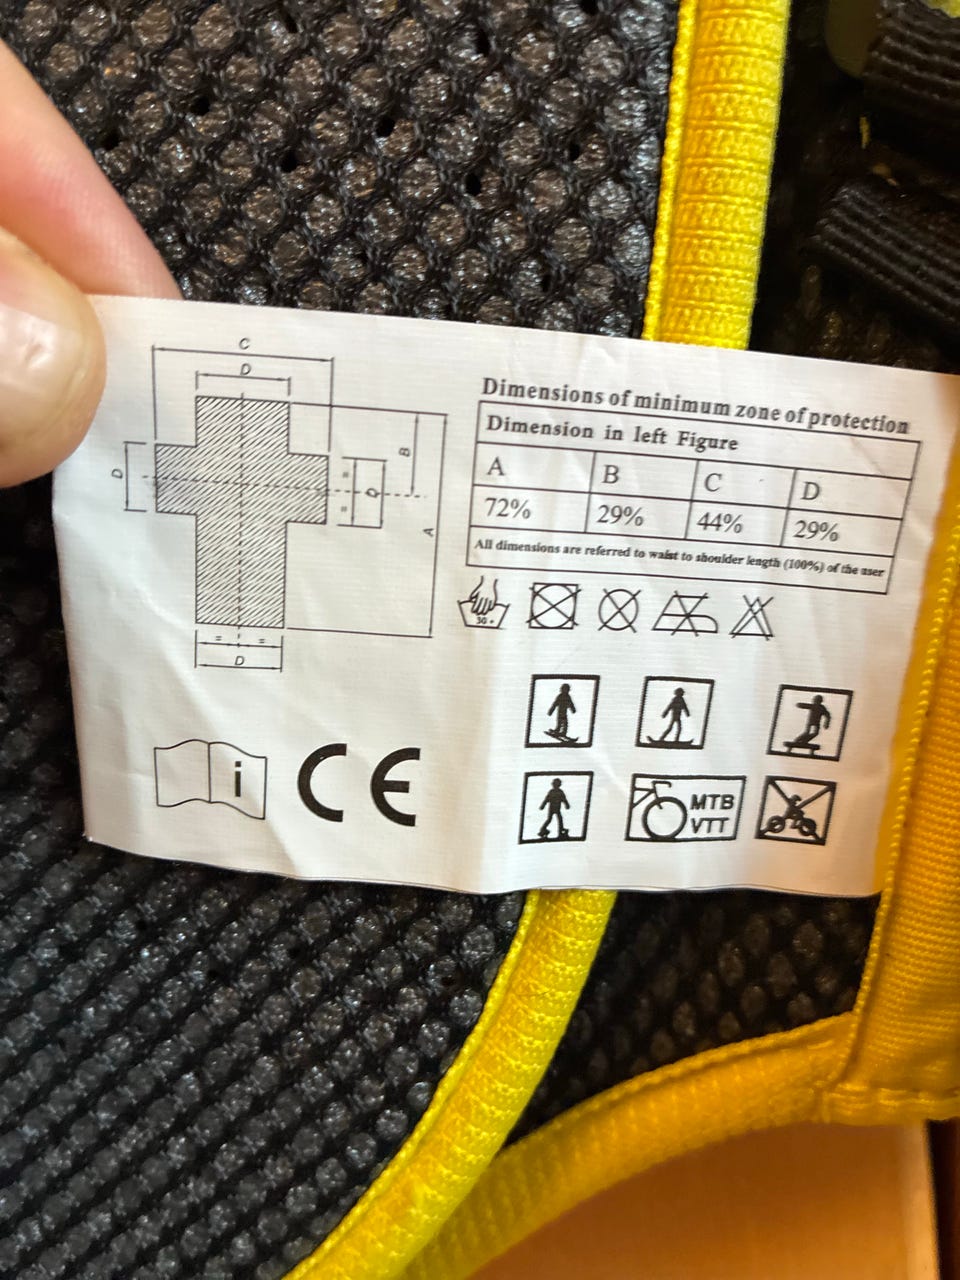 C
D
B
D
D
A
D
Dimensions of minimum zone of protection
Dimension in left Figure
A B C D
72% 29% 44% 29%
All dimensions are referred to waist to shoulder length (100%) of the user
30
i
CE
MTB
VTT